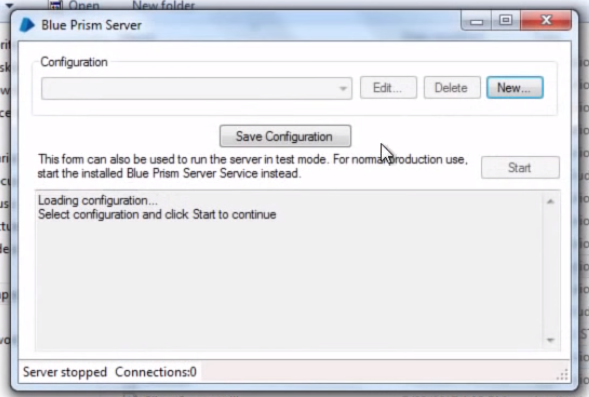 Open New folder
Blue Prism Server
Configuration
Edit... Delete New...
Save Configuration
This form can also be used to run the server in test mode. For normal production use,
start the installed Blue Prism Server Service instead.
Start
Loading configuration...
Select configuration and click Start to continue
Server stopped Connections:0